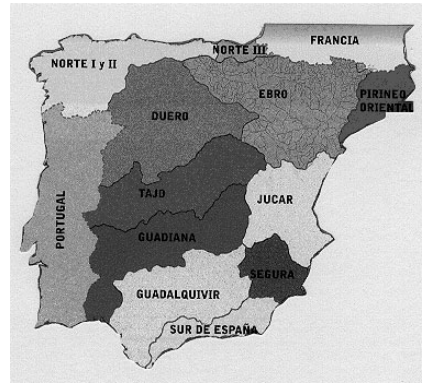 FRANCIA
NORTE III
NORTE I y II
EBRO
PIRINEO
ORIENTAL
DUERO
TAJO
JUCAR
PORTUGAL
GUADIANA
SEGURA
GUADALQUIVIR
SUR DE ESPAÑA